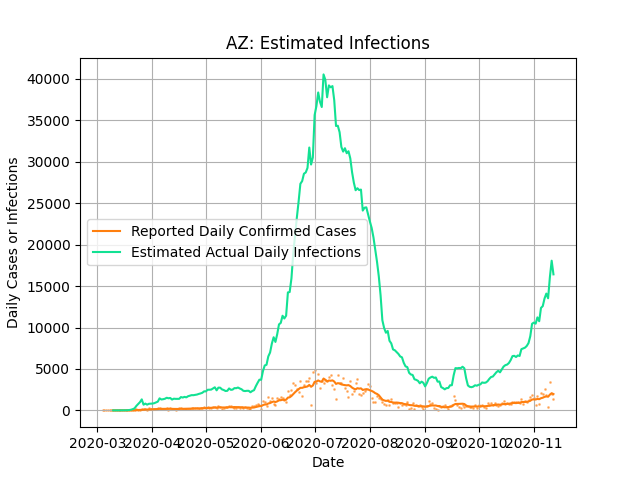 AZ: Estimated Infections
Daily Cases or Infections
40000
35000
30000
25000
20000
15000
10000
5000
0
Reported Daily Confirmed Cases
Estimated Actual Daily Infections
2020-03 2020-04 2020-05 2020-06 2020-07 2020-08 2020-09 2020-10 2020-11
Date